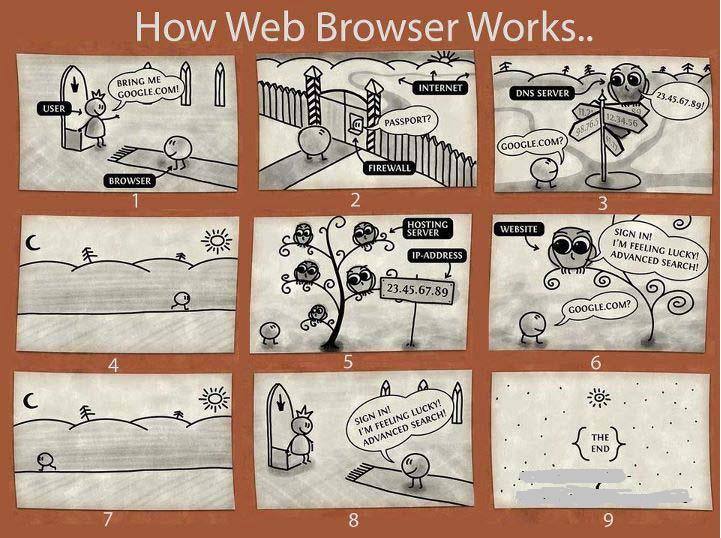 How Web Browser Works..
USER
BRING ME
GOOGLE.COM!
BROWSER
1
INTERNET
PASSPORT?
FIREWALL
2
DNS SERVER
23.45.67.89!
12.34.56
98.76.5
GOOGLE.COM?
3
4
HOSTING
SERVER
IP-ADDRESS
23.45.67.89
5
WEBSITE
SIGN IN!
I'M FEELING LUCKY!
ADVANCED SEARCH!
GOOGLE.COM?
6
7
SIGN IN!
I'M FEELING LUCKY!
ADVANCED SEARCH!
8
THE
END
9